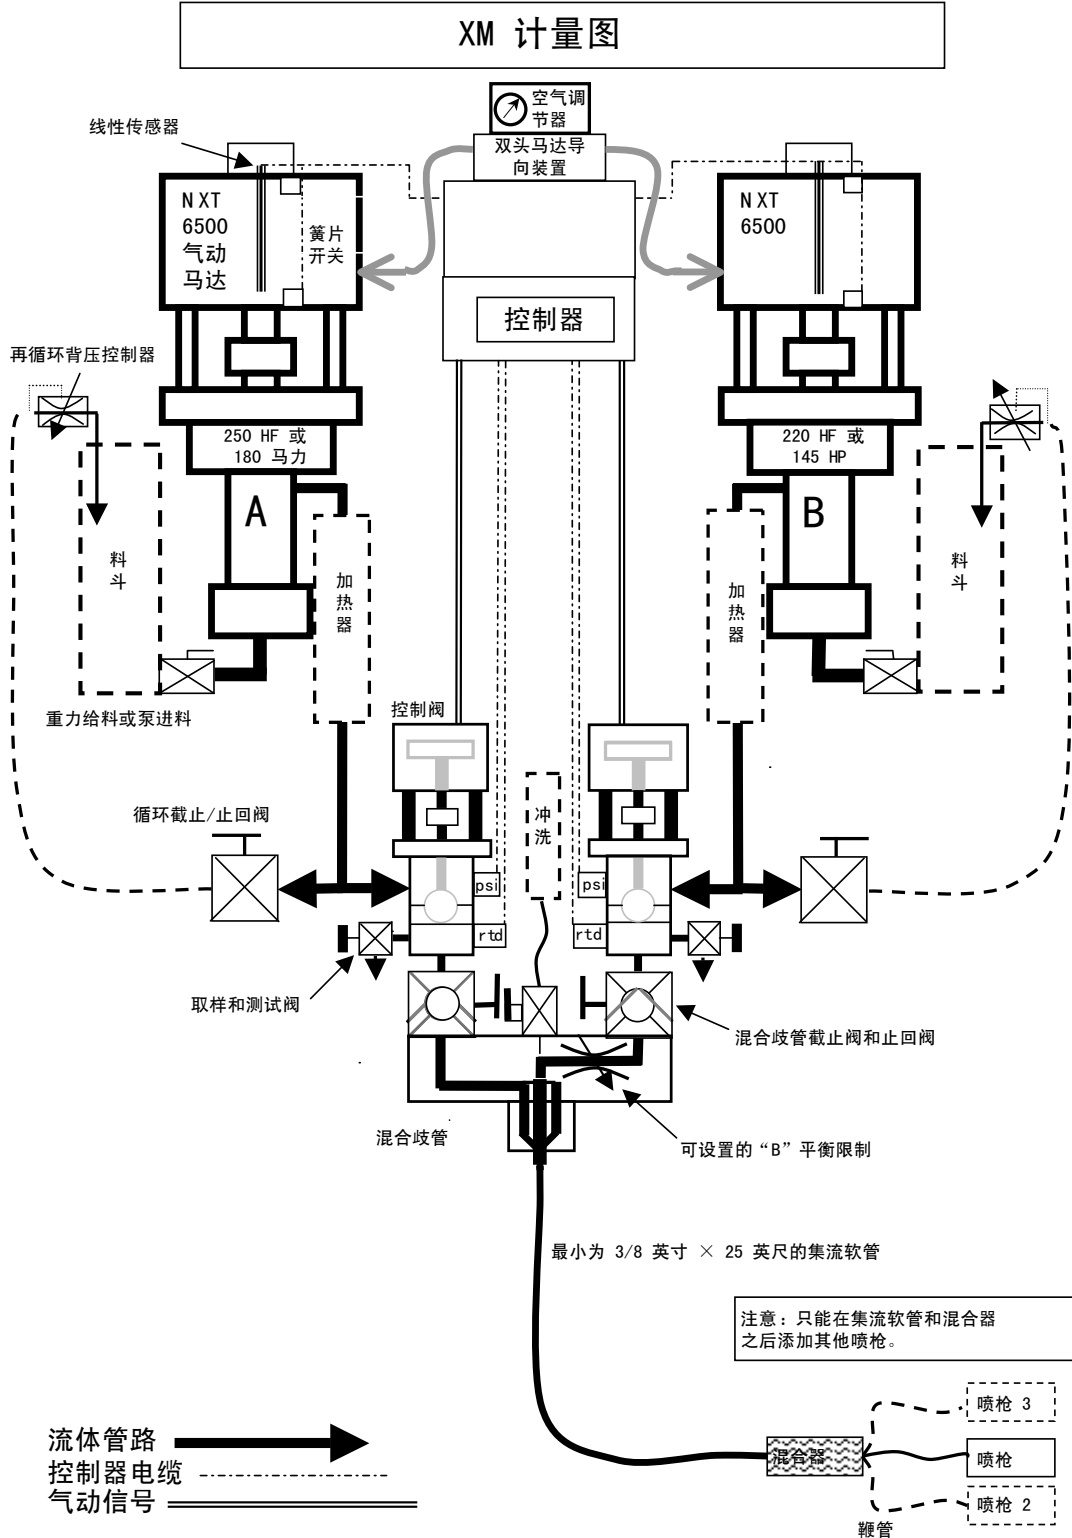 XM 计量图
空气调
节器
双头马达导
向装置
线性传感器
NXT
6500
气动
马达
簧片
开关
NXT
6500
控制器
再循环背压控制器
250 HF 或
180 马力
220 HF 或
145 HP
A
B
料
斗
加
热
器
加
热
器
料
斗
重力给料或泵进料
控制阀
循环截止/止回阀
冲
洗
psi
psi
rtd
rtd
取样和测试阀
混合歧管截止阀和止回阀
混合歧管
可设置的“B”平衡限制
最小为 3/8 英寸 × 25 英尺的集流软管
注意：只能在集流软管和混合器
之后添加其他喷枪。
喷枪 3
混合器
喷枪
喷枪 2
鞭管
流体管路
控制器电缆
气动信号